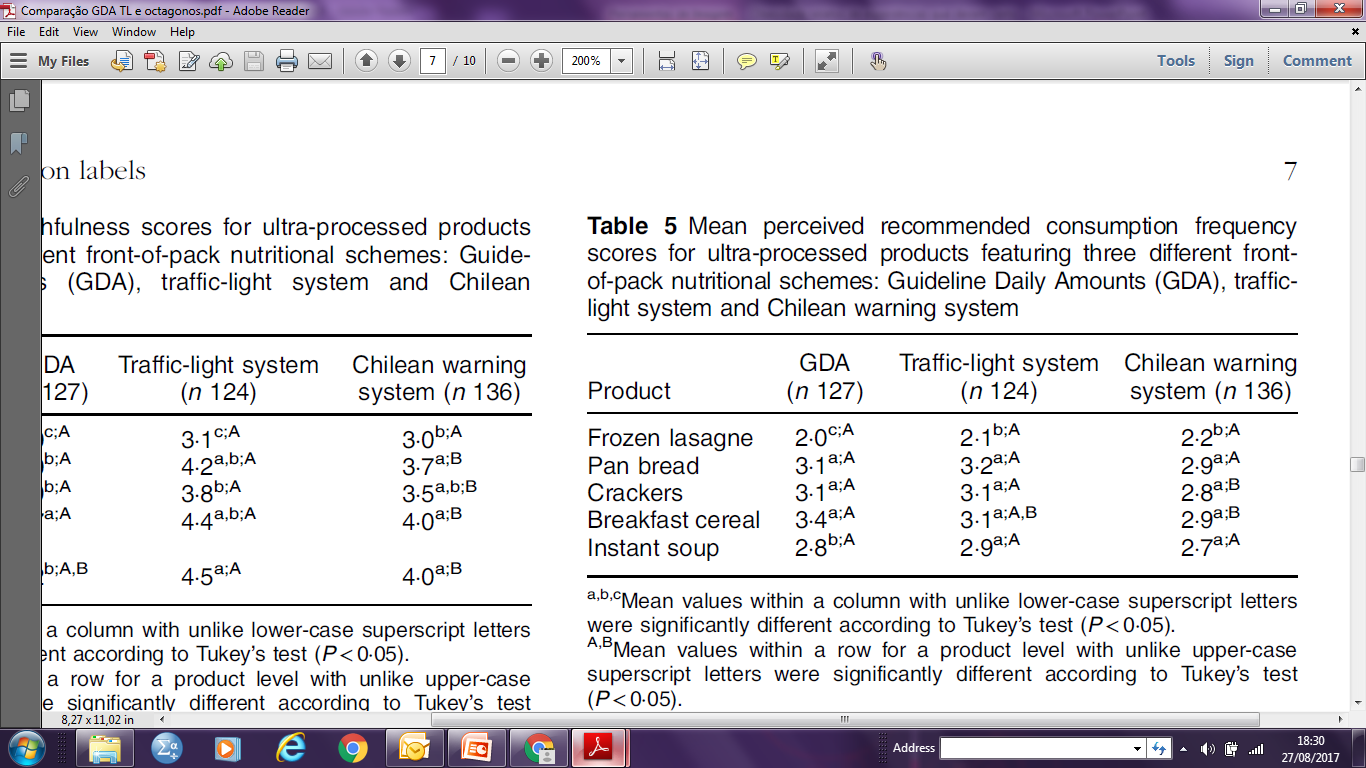 Comparação GDA TL e octagonos.pdf - Adobe Reader
File Edit View Window Help
My Files 7 / 10 200% Tools Sign Comment
on labels
7
hfulness scores for ultra-processed products
ent front-of-pack nutritional schemes: Guide-
s (GDA), traffic-light system and Chilean
DA Traffic-light system Chilean warning
127) (n 124) system (n 136)
c;A 3·1c;A 3·0b;A
b;A 4·2a,b;A 3·7a;B
b;A 3·8b;A 3·5a,b;B
a;A 4·4a,b;A 4·0a;B
b;A,B 4·5a;A 4·0a;B
a column with unlike lower-case superscript letters
ent according to Tukey's test (P < 0·05).
a row for a product level with unlike upper-case
e significantly different according to Tukey's test
Table 5 Mean perceived recommended consumption frequency
scores for ultra-processed products featuring three different front-
of-pack nutritional schemes: Guideline Daily Amounts (GDA), traffic-
light system and Chilean warning system
GDA Traffic-light system Chilean warning
Product (n 127) (n 124) system (n 136)
Frozen lasagne 2·0c;A 2·1b;A 2·2b;A
Pan bread 3·1a;A 3·2a;A 2·9a;A
Crackers 3·1a;A 3·1a;A 2·8a;B
Breakfast cereal 3·4a;A 3·1a;A,B 2·9a;B
Instant soup 2·8b;A 2·9a;A 2·7a;A
a,b,cMean values within a column with unlike lower-case superscript letters
were significantly different according to Tukey's test (P < 0·05).
A,BMean values within a row for a product level with unlike upper-case
superscript letters were significantly different according to Tukey's test
(P < 0·05).
8,27 x 11,02 in
Address
18:30
27/08/2017